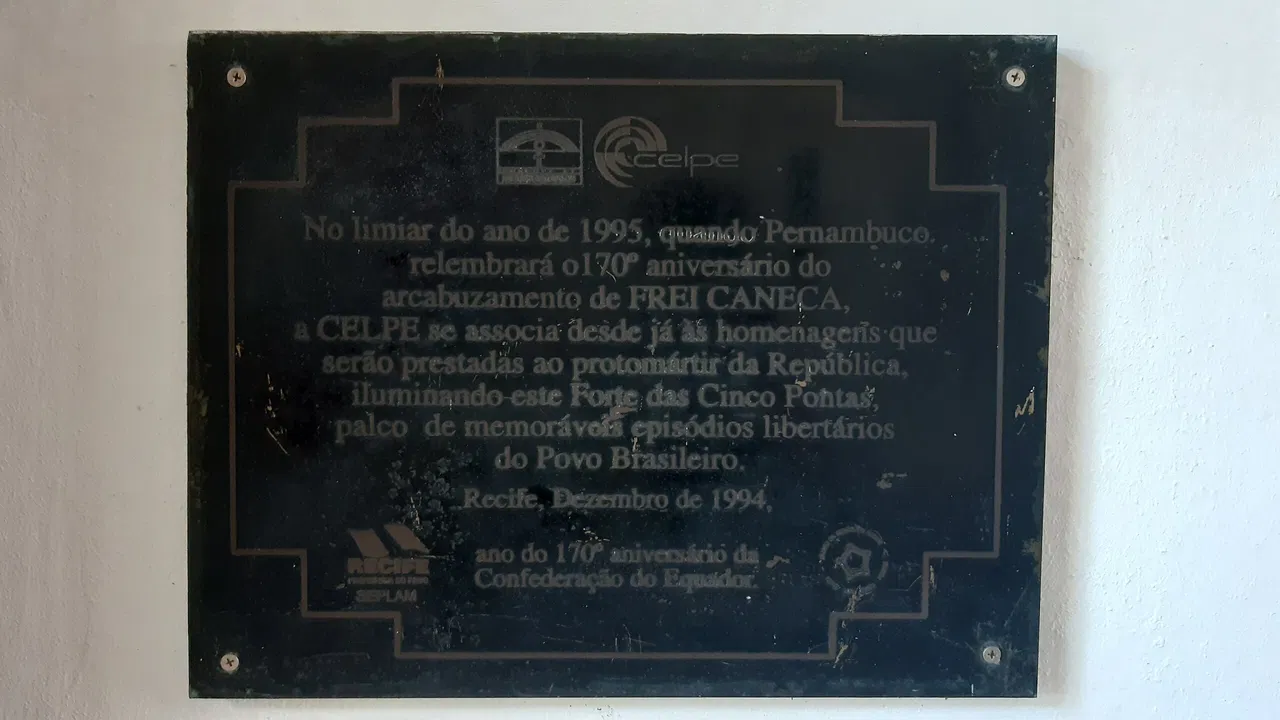 celpe
No limiar do ano de 1995, quando Pernambuco
relembrará o170º aniversário do
arcabuzamento de FREI CANECA,
a CELPE se associa desde já às homenagens que
serão prestadas ao protomártir da República,
iluminando este Forte das Cinco Pontas,
palco de memoráveis episódios libertários
do Povo Brasileiro.
Recife, Dezembro de 1994,
ano do 170º aniversário da
Confederação do Equador.
RECIFE
PREFEITURA DO POVO
SEPLAM